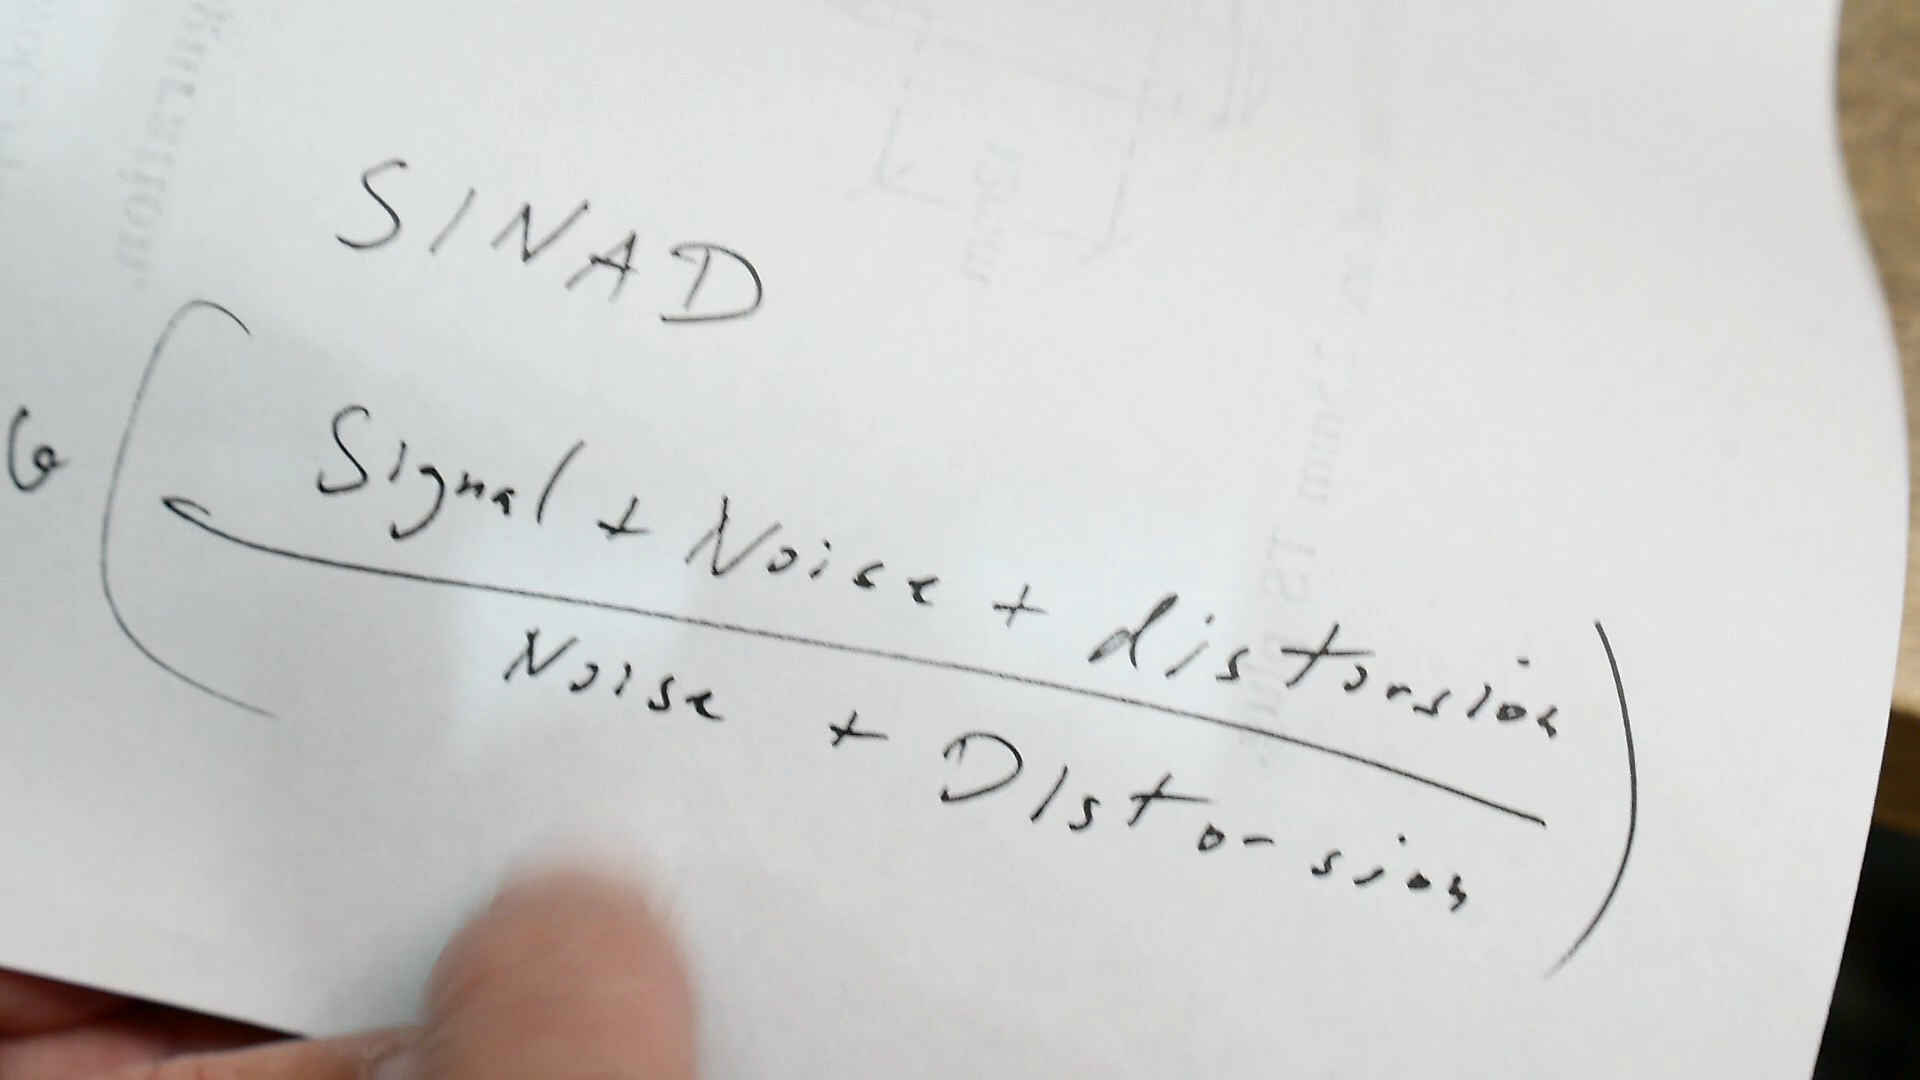 SINAD
Signal + Noise + distorsion
Noise + DIstorsion